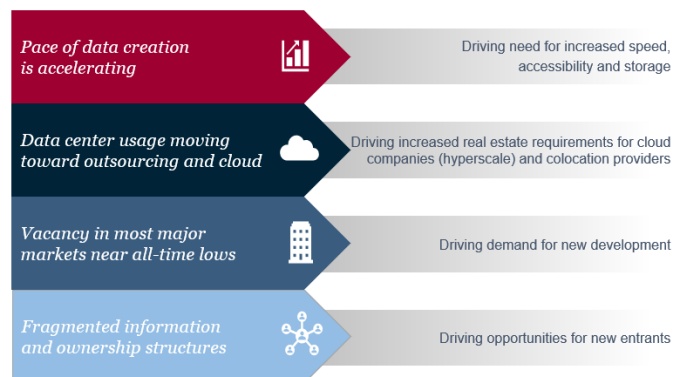 Pace of data creation
is accelerating
Driving need for increased speed,
accessibility and storage
Data center usage moving
toward outsourcing and cloud
Driving increased real estate requirements for cloud
companies (hyperscale) and colocation providers
Vacancy in most major
markets near all-time lows
Driving demand for new development
Fragmented information
and ownership structures
Driving opportunities for new entrants